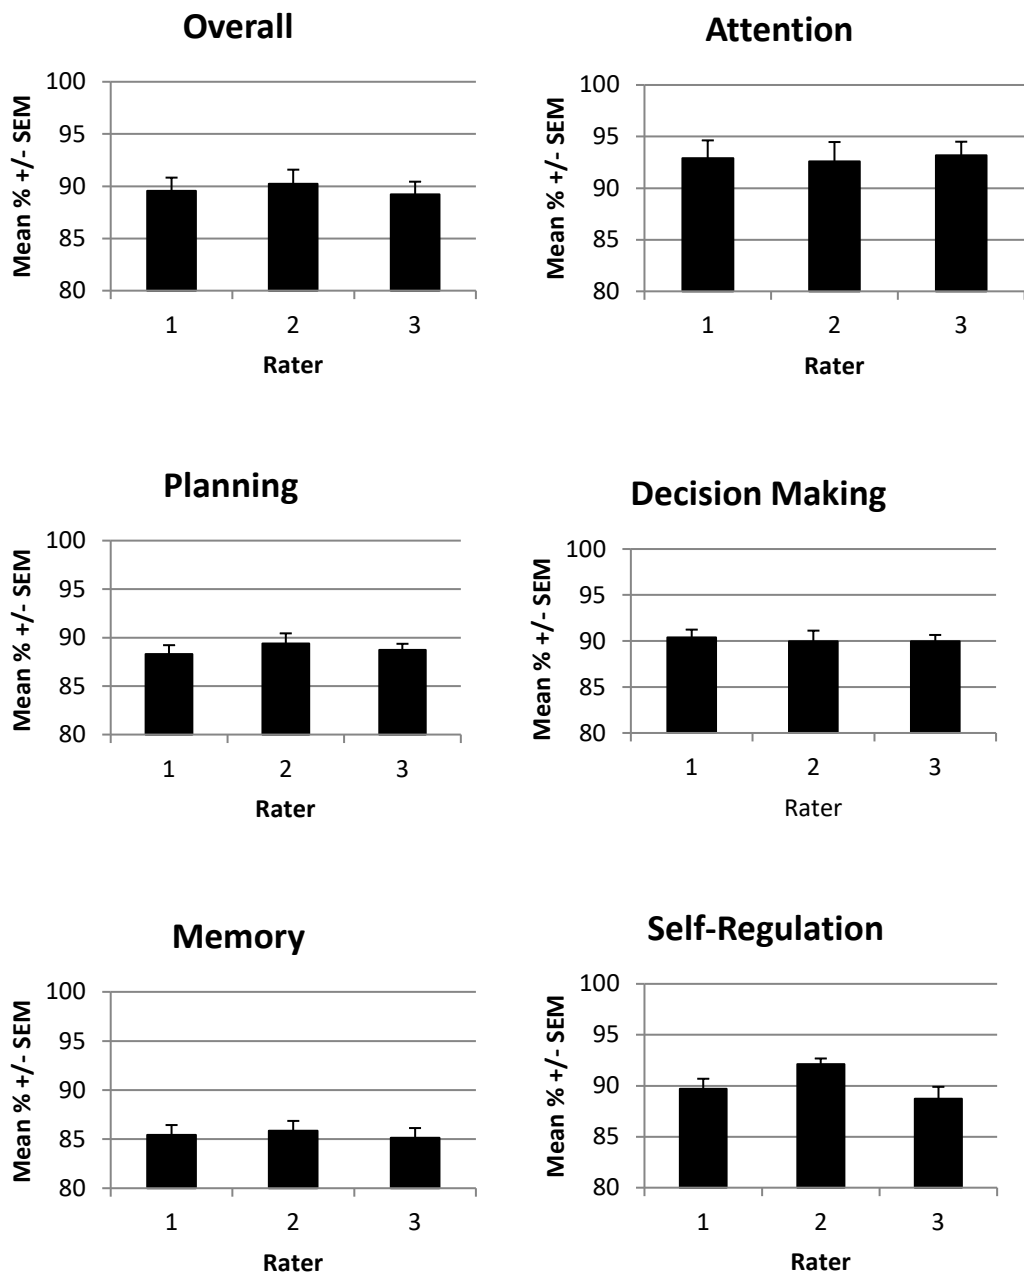 Overall
100
95
90
85
80
Mean % +/- SEM
1 2 3
Rater
Attention
100
95
90
85
80
Mean % +/- SEM
1 2 3
Rater
Planning
100
95
90
85
80
Mean % +/- SEM
1 2 3
Rater
Decision Making
100
95
90
85
80
Mean % +/- SEM
1 2 3
Rater
Memory
100
95
90
85
80
Mean % +/- SEM
1 2 3
Rater
Self-Regulation
100
95
90
85
80
Mean % +/- SEM
1 2 3
Rater